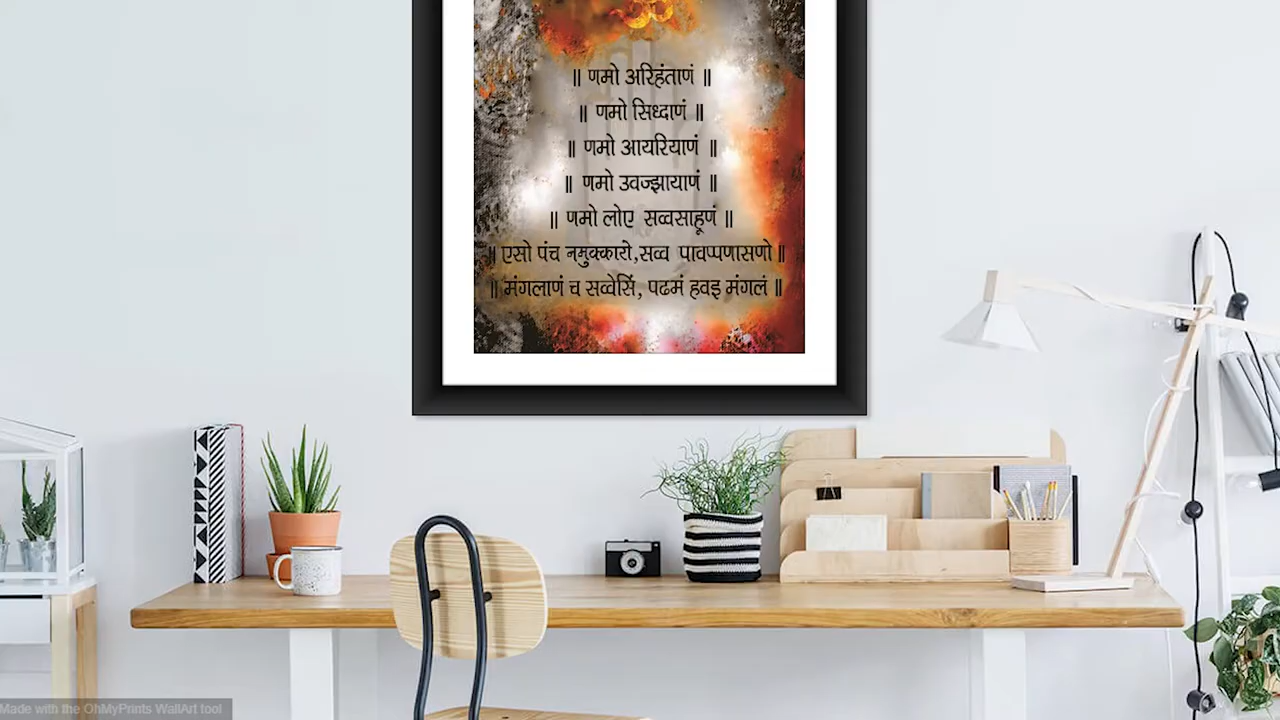 ॥ णमो अरिहंताणं ॥
॥ णमो सिध्दाणं ॥
॥ णमो आयरियाणं ॥
॥ णमो उवज्झायाणं ॥
॥ णमो लोए सव्वसाहूणं ॥
॥ एसो पंच नमुक्कारो,सव्व पावप्पणासणो ॥
॥ मंगलाणं च सव्वेसिं, पढमं हवइ मंगलं ॥
Made with the OhMyPrints WallArt tool